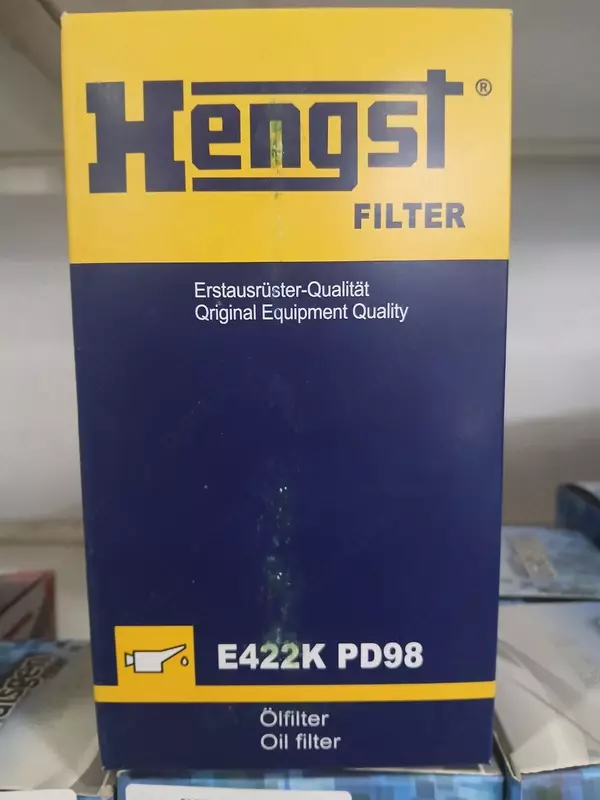 Hengst®
FILTER
Erstausrüster-Qualität
Qriginal Equipment Quality
E422K PD98
Ölfilter
Oil filter